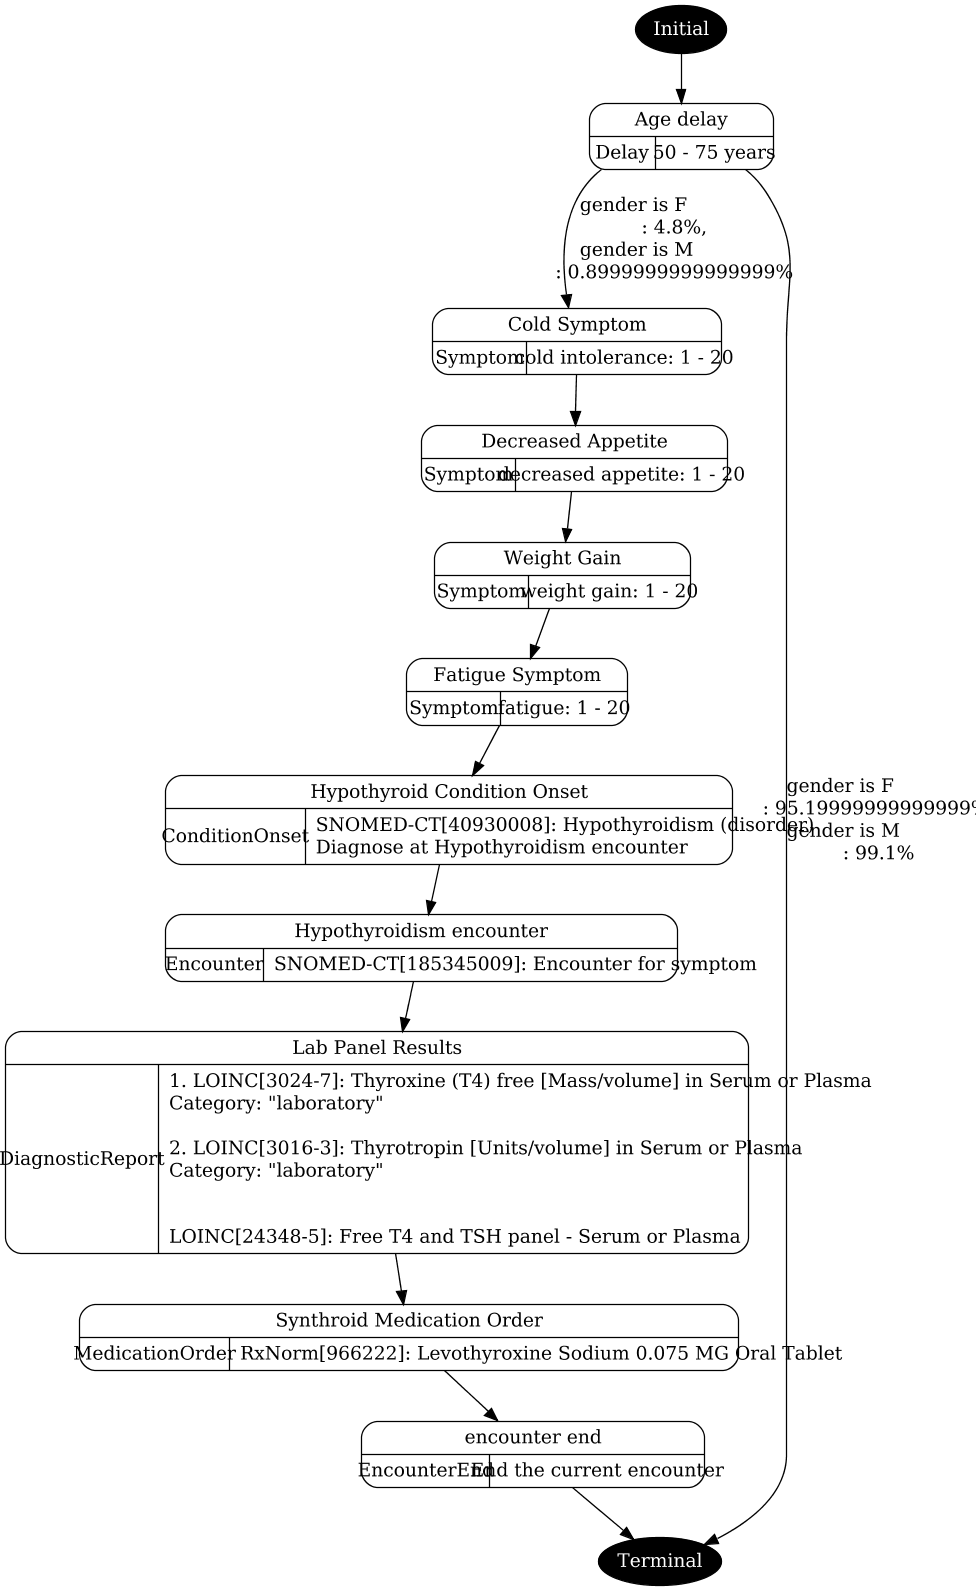 Initial
Age delay
Delay 50 - 75 years
gender is F
: 4.8%,
gender is M
: 0.8999999999999999%
Cold Symptom
Symptom cold intolerance: 1 - 20
Decreased Appetite
Symptom decreased appetite: 1 - 20
Weight Gain
Symptom weight gain: 1 - 20
Fatigue Symptom
Symptom fatigue: 1 - 20
Hypothyroid Condition Onset
ConditionOnset
SNOMED-CT[40930008]: Hypothyroidism (disorder)
Diagnose at Hypothyroidism encounter
gender is F
: 95.19999999999999%
gender is M
: 99.1%
Hypothyroidism encounter
Encounter SNOMED-CT[185345009]: Encounter for symptom
Lab Panel Results
DiagnosticReport
1. LOINC[3024-7]: Thyroxine (T4) free [Mass/volume] in Serum or Plasma
Category: "laboratory"
2. LOINC[3016-3]: Thyrotropin [Units/volume] in Serum or Plasma
Category: "laboratory"
LOINC[24348-5]: Free T4 and TSH panel - Serum or Plasma
Synthroid Medication Order
MedicationOrder RxNorm[966222]: Levothyroxine Sodium 0.075 MG Oral Tablet
encounter end
EncounterEnd End the current encounter
Terminal